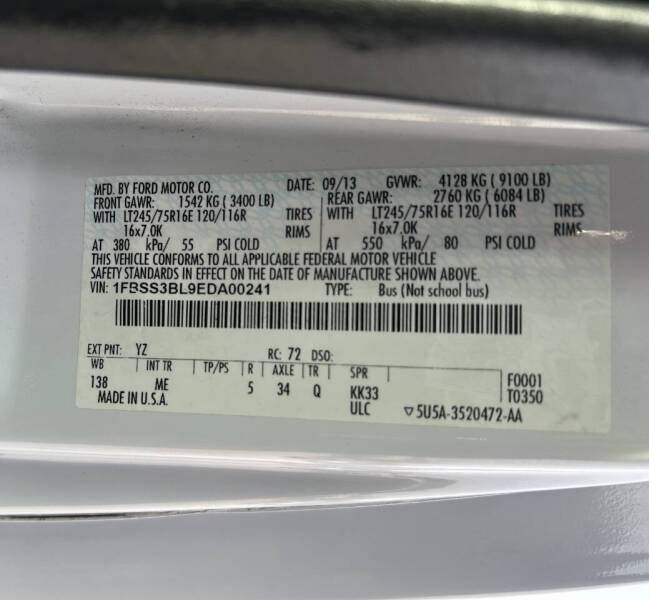 MFD. BY FORD MOTOR CO. DATE: 09/13 GVWR: 4128 KG ( 9100 LB)
FRONT GAWR: 1542 KG ( 3400 LB) REAR GAWR: 2760 KG ( 6084 LB)
WITH LT245/75R16E 120/116R TIRES WITH LT245/75R16E 120/116R TIRES
16x7.0K RIMS 16x7.0K RIMS
AT 380 kPa/ 55 PSI COLD AT 550 kPa/ 80 PSI COLD
THIS VEHICLE CONFORMS TO ALL APPLICABLE FEDERAL MOTOR VEHICLE
SAFETY STANDARDS IN EFFECT ON THE DATE OF MANUFACTURE SHOWN ABOVE.
VIN: 1FBSS3BL9EDA00241 TYPE: Bus (Not school bus)
EXT PNT: YZ RC: 72 DSO:
WB INT TR TP/PS R AXLE TR SPR F0001
138 ME 5 34 Q KK33 T0350
MADE IN U.S.A. ULC ▽5U5A-3520472-AA